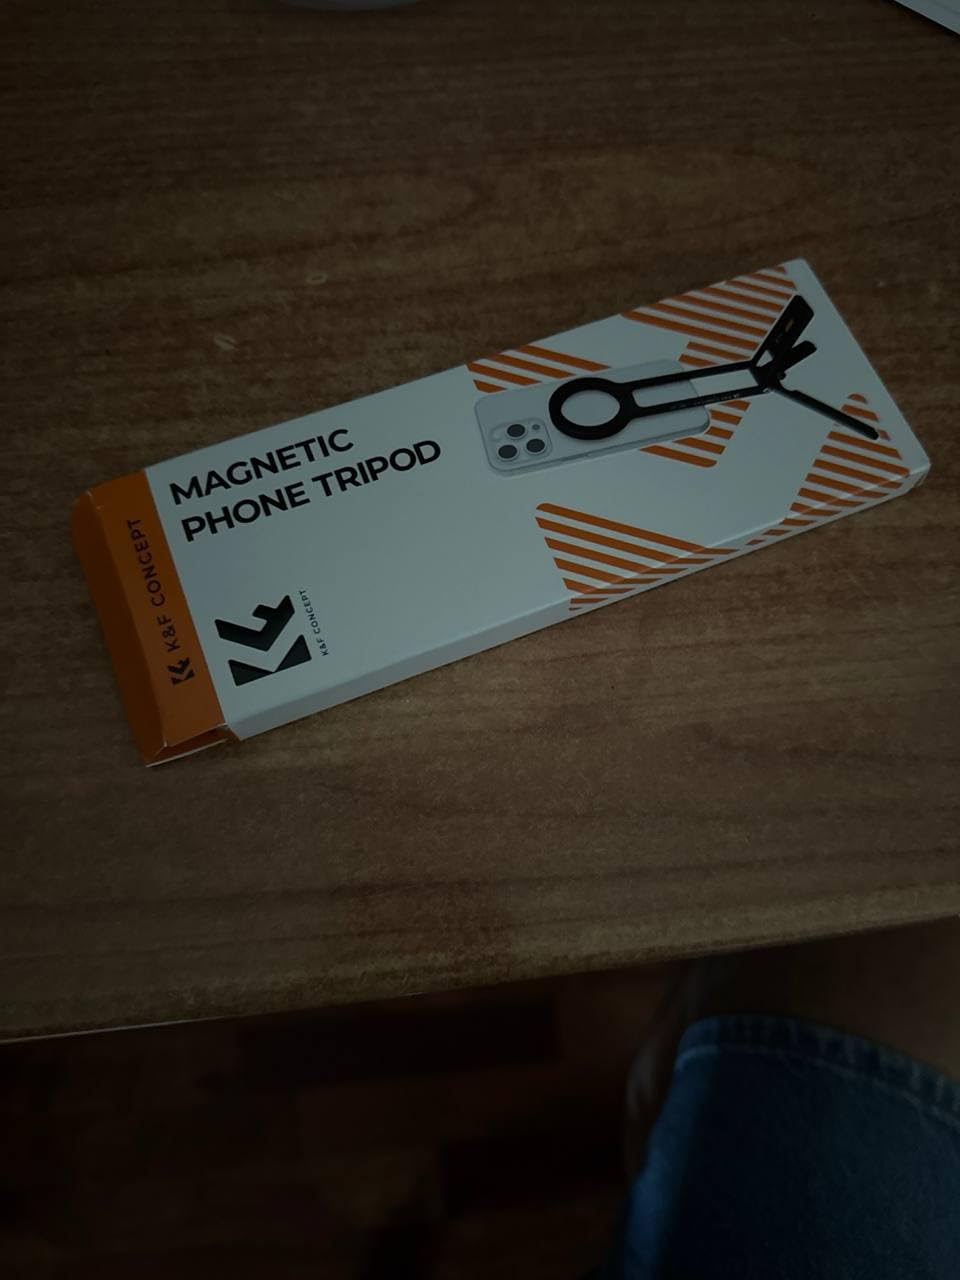 MAGNETIC
PHONE TRIPOD
K&F CONCEPT
K&F CONCEPT